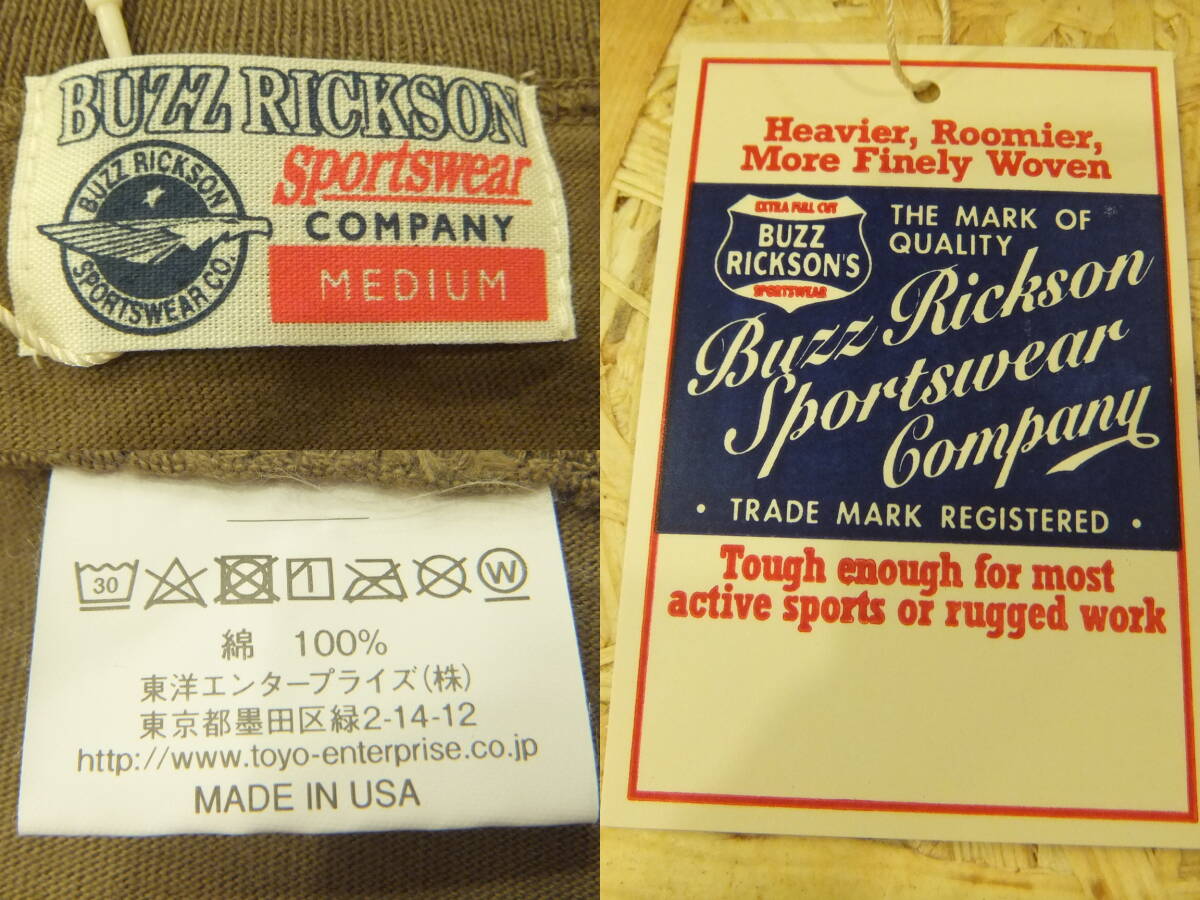 BUZZ RICKSON
Sportswear
COMPANY
MEDIUM
BUZZ RICKSON
SPORTSWEAR CO.
30
W
綿 100%
東洋エンタープライズ(株)
東京都墨田区緑2-14-12
http://www.toyo-enterprise.co.jp
MADE IN USA
Heavier, Roomier,
More Finely Woven
EXTRA FULL CUT
BUZZ
RICKSON'S
SPORTSWEAR
THE MARK OF
QUALITY
Buzz Rickson
Sportswear
Company
· TRADE MARK REGISTERED ·
Tough enough for most
active sports or rugged work